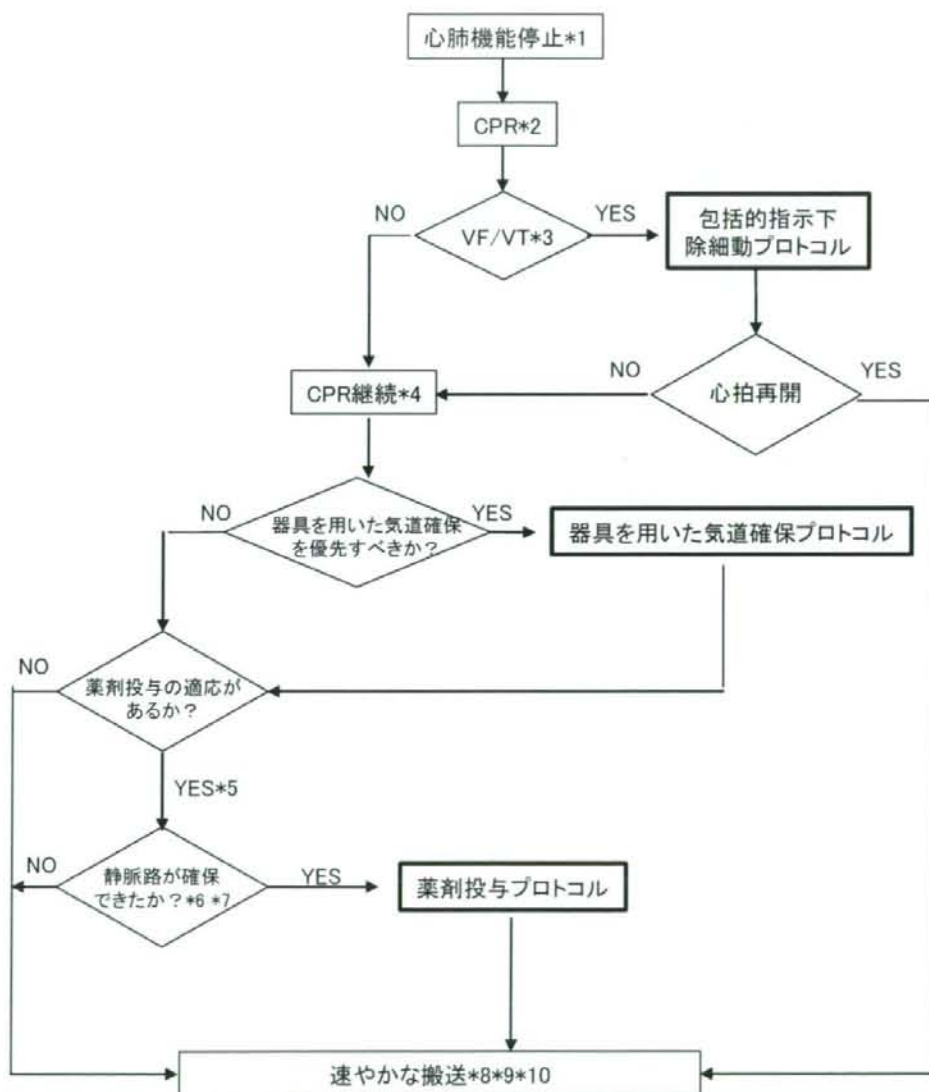 心肺機能停止*1
CPR*2
NO
VF/VT*3
YES
包括的指示下
除細動プロトコル
CPR継続*4
NO
心拍再開
YES
NO
器具を用いた気道確保
を優先すべきか?
YES
器具を用いた気道確保プロトコル
NO
薬剤投与の適応が
あるか?
YES*5
NO
静脈路が確保
できたか?*6 *7
YES
薬剤投与プロトコル
速やかな搬送*8*9*10